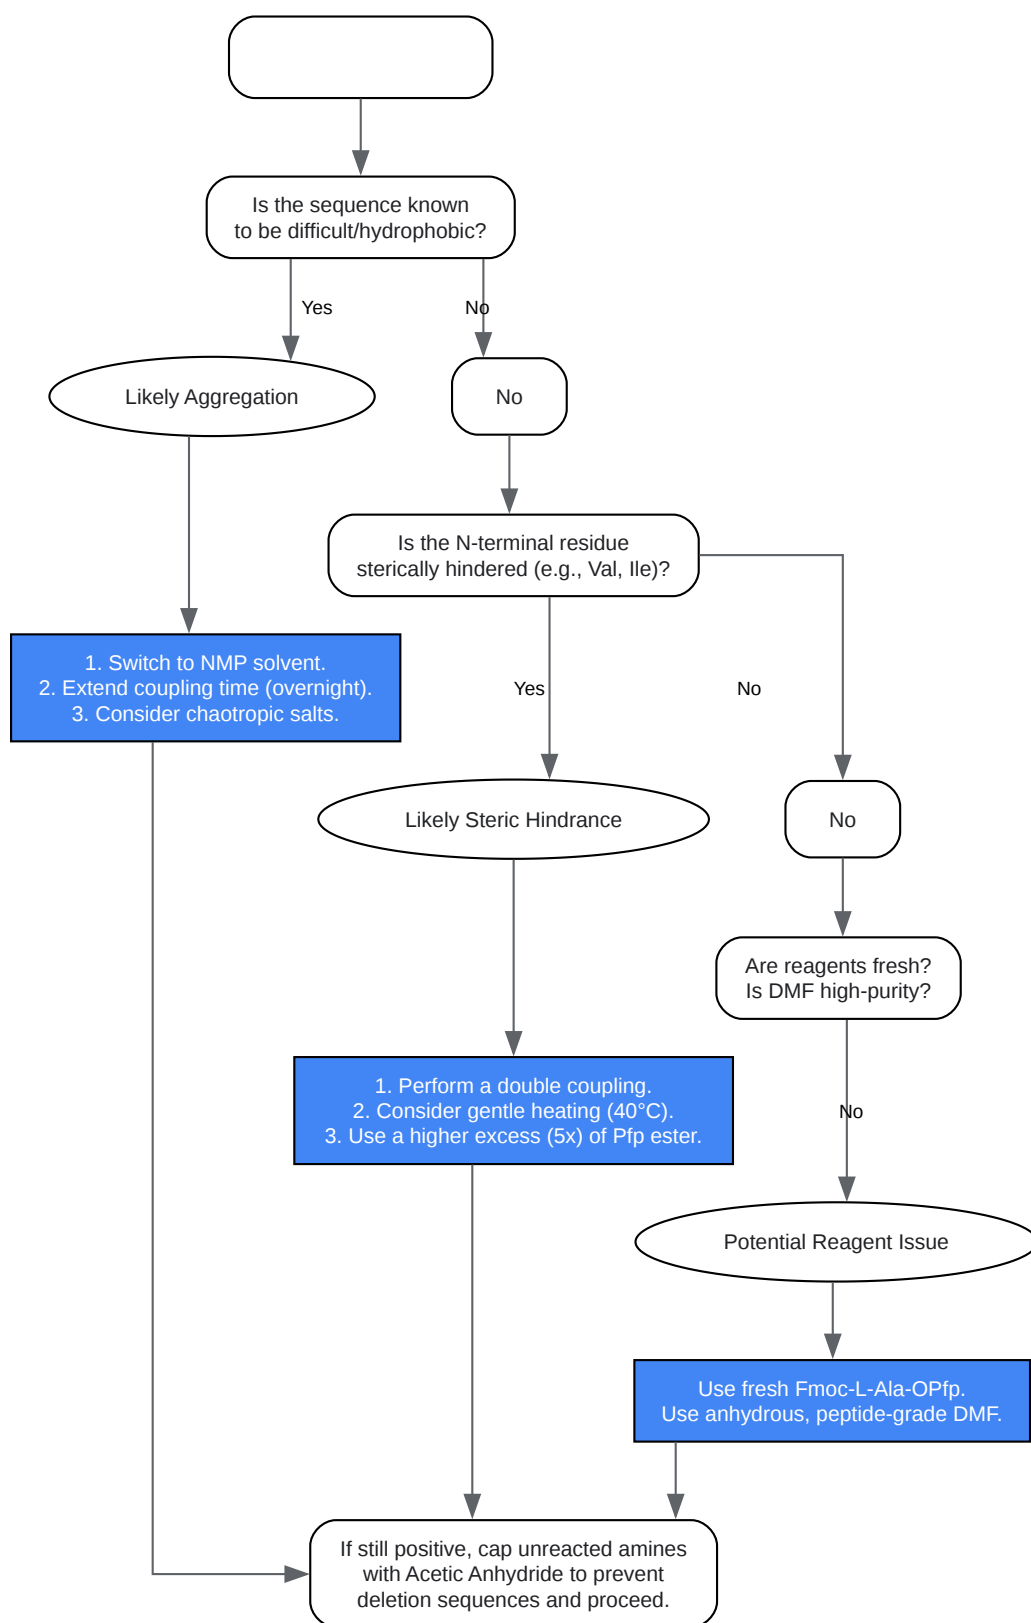 Is the sequence known
to be difficult/hydrophobic?
Yes
No
Likely Aggregation
No
Is the N-terminal residue
sterically hindered (e.g., Val, Ile)?
1. Switch to NMP solvent.
2. Extend coupling time (overnight).
3. Consider chaotropic salts.
Yes
No
Likely Steric Hindrance
No
Are reagents fresh?
Is DMF high-purity?
1. Perform a double coupling.
2. Consider gentle heating (40°C).
3. Use a higher excess (5x) of Pfp ester.
No
Potential Reagent Issue
Use fresh Fmoc-L-Ala-OPfp.
Use anhydrous, peptide-grade DMF.
If still positive, cap unreacted amines
with Acetic Anhydride to prevent
deletion sequences and proceed.